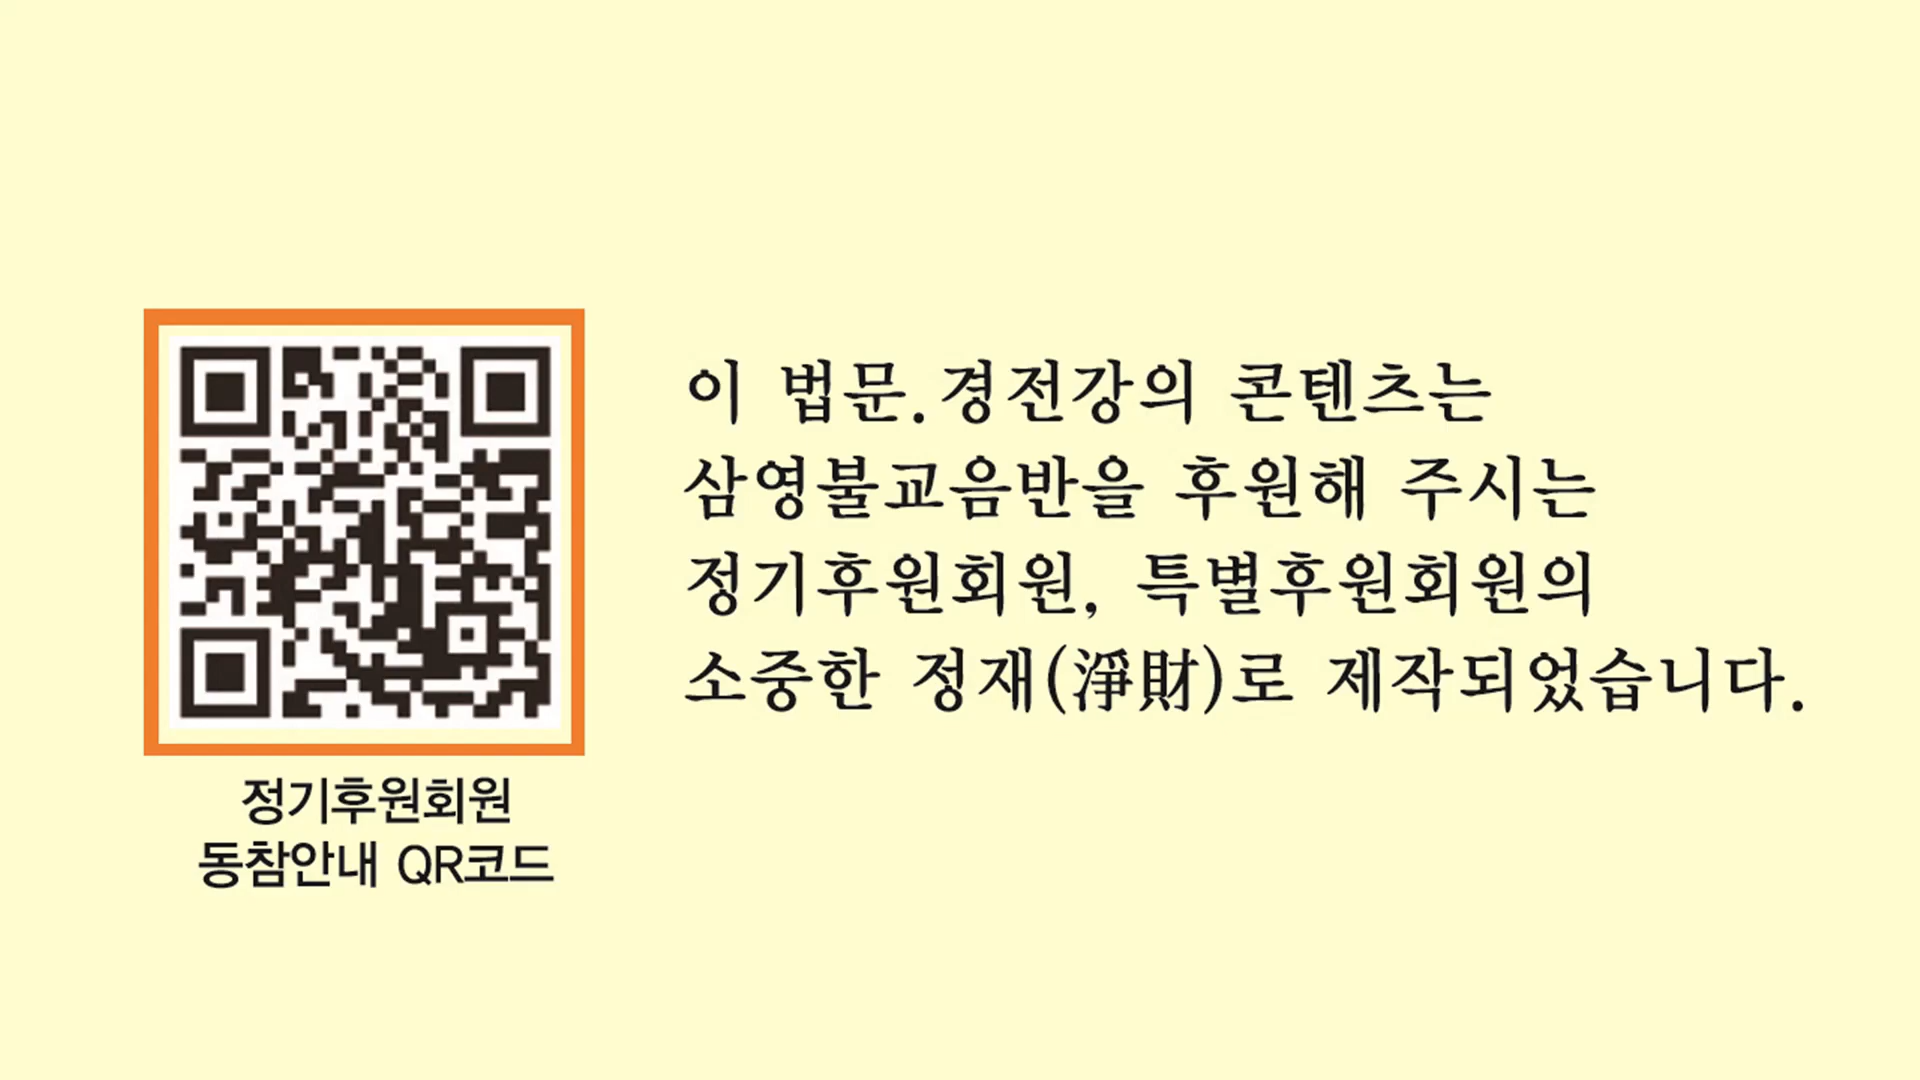 이 법문.경전강의 콘텐츠는
삼영불교음반을 후원해 주시는
정기후원회원, 특별후원회원의
소중한 정재(淨財)로 제작되었습니다.
정기후원회원
동참안내 QR코드